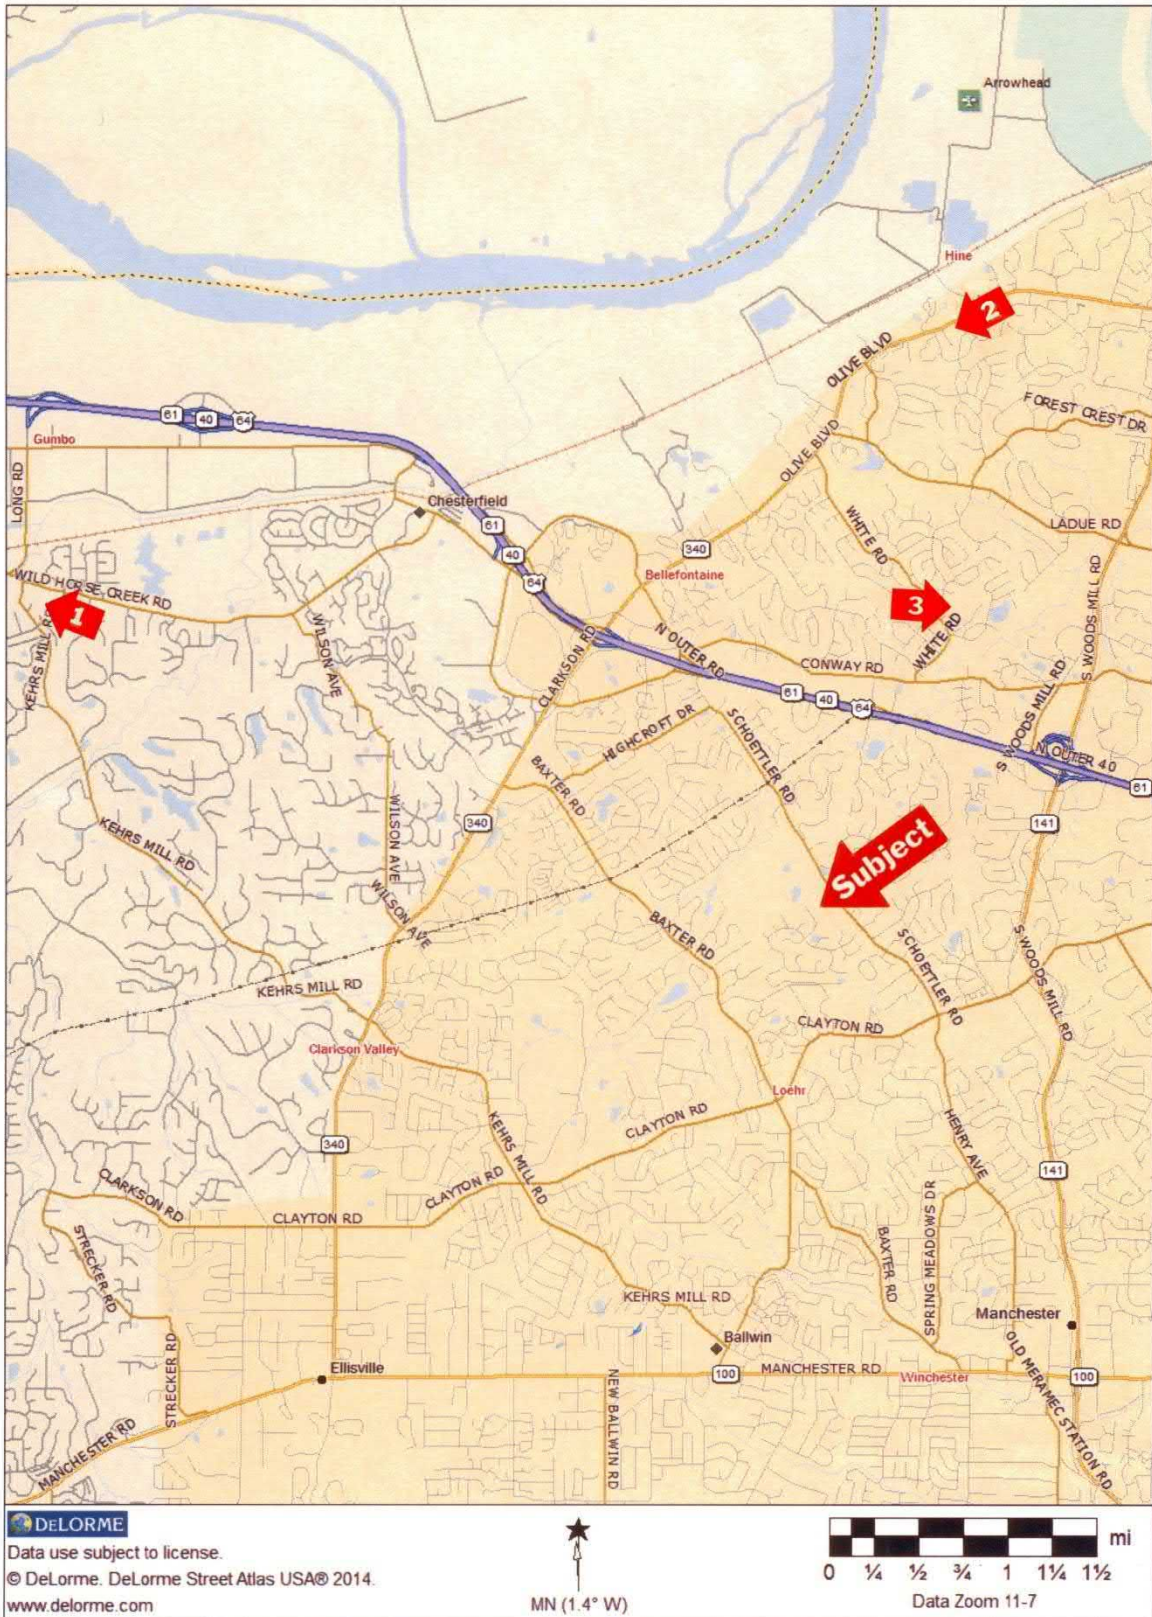 Arrowhead
Hine
2
OLIVE BLVD
FOREST CREST DR
61
40
64
Gumbo
OLIVE BLVD
LONG RD
Chesterfield
WHITE RD
LADUE RD
61
40
340
64
Bellefontaine
WILD HORSE CREEK RD
1
3
S WOODS MILL RD
KEHRS MILL RD
WILSON AVE
CLARKSON RD
N OUTER RD
WHITE RD
CONWAY RD
61
40
64
HIGHCROFT DR
SCHOETTLER RD
S WOODS MILL RD
N OUTER 40
61
BAXTER RD
WILSON AVE
340
141
KEHRS MILL RD
Subject
WILSON AVE
BAXTER RD
SCHOETTLER RD
S WOODS MILL RD
KEHRS MILL RD
CLAYTON RD
Clarkson Valley
Loehr
KEHRS MILL RD
CLAYTON RD
HENRY AVE
340
141
CLARKSON RD
CLAYTON RD
CLAYTON RD
SPRING MEADOWS DR
STRECKER RD
BAXTER RD
KEHRS MILL RD
Manchester
Ballwin
STRECKER RD
Ellisville
100
MANCHESTER RD
Winchester
100
OLD MERAMEC STATION RD
NEW BALLWIN RD
MANCHESTER RD
DELORME
Data use subject to license.
© DeLorme. DeLorme Street Atlas USA® 2014.
www.delorme.com
MN (1.4° W)
mi
0 ¼ ½ ¾ 1 1¼ 1½
Data Zoom 11-7